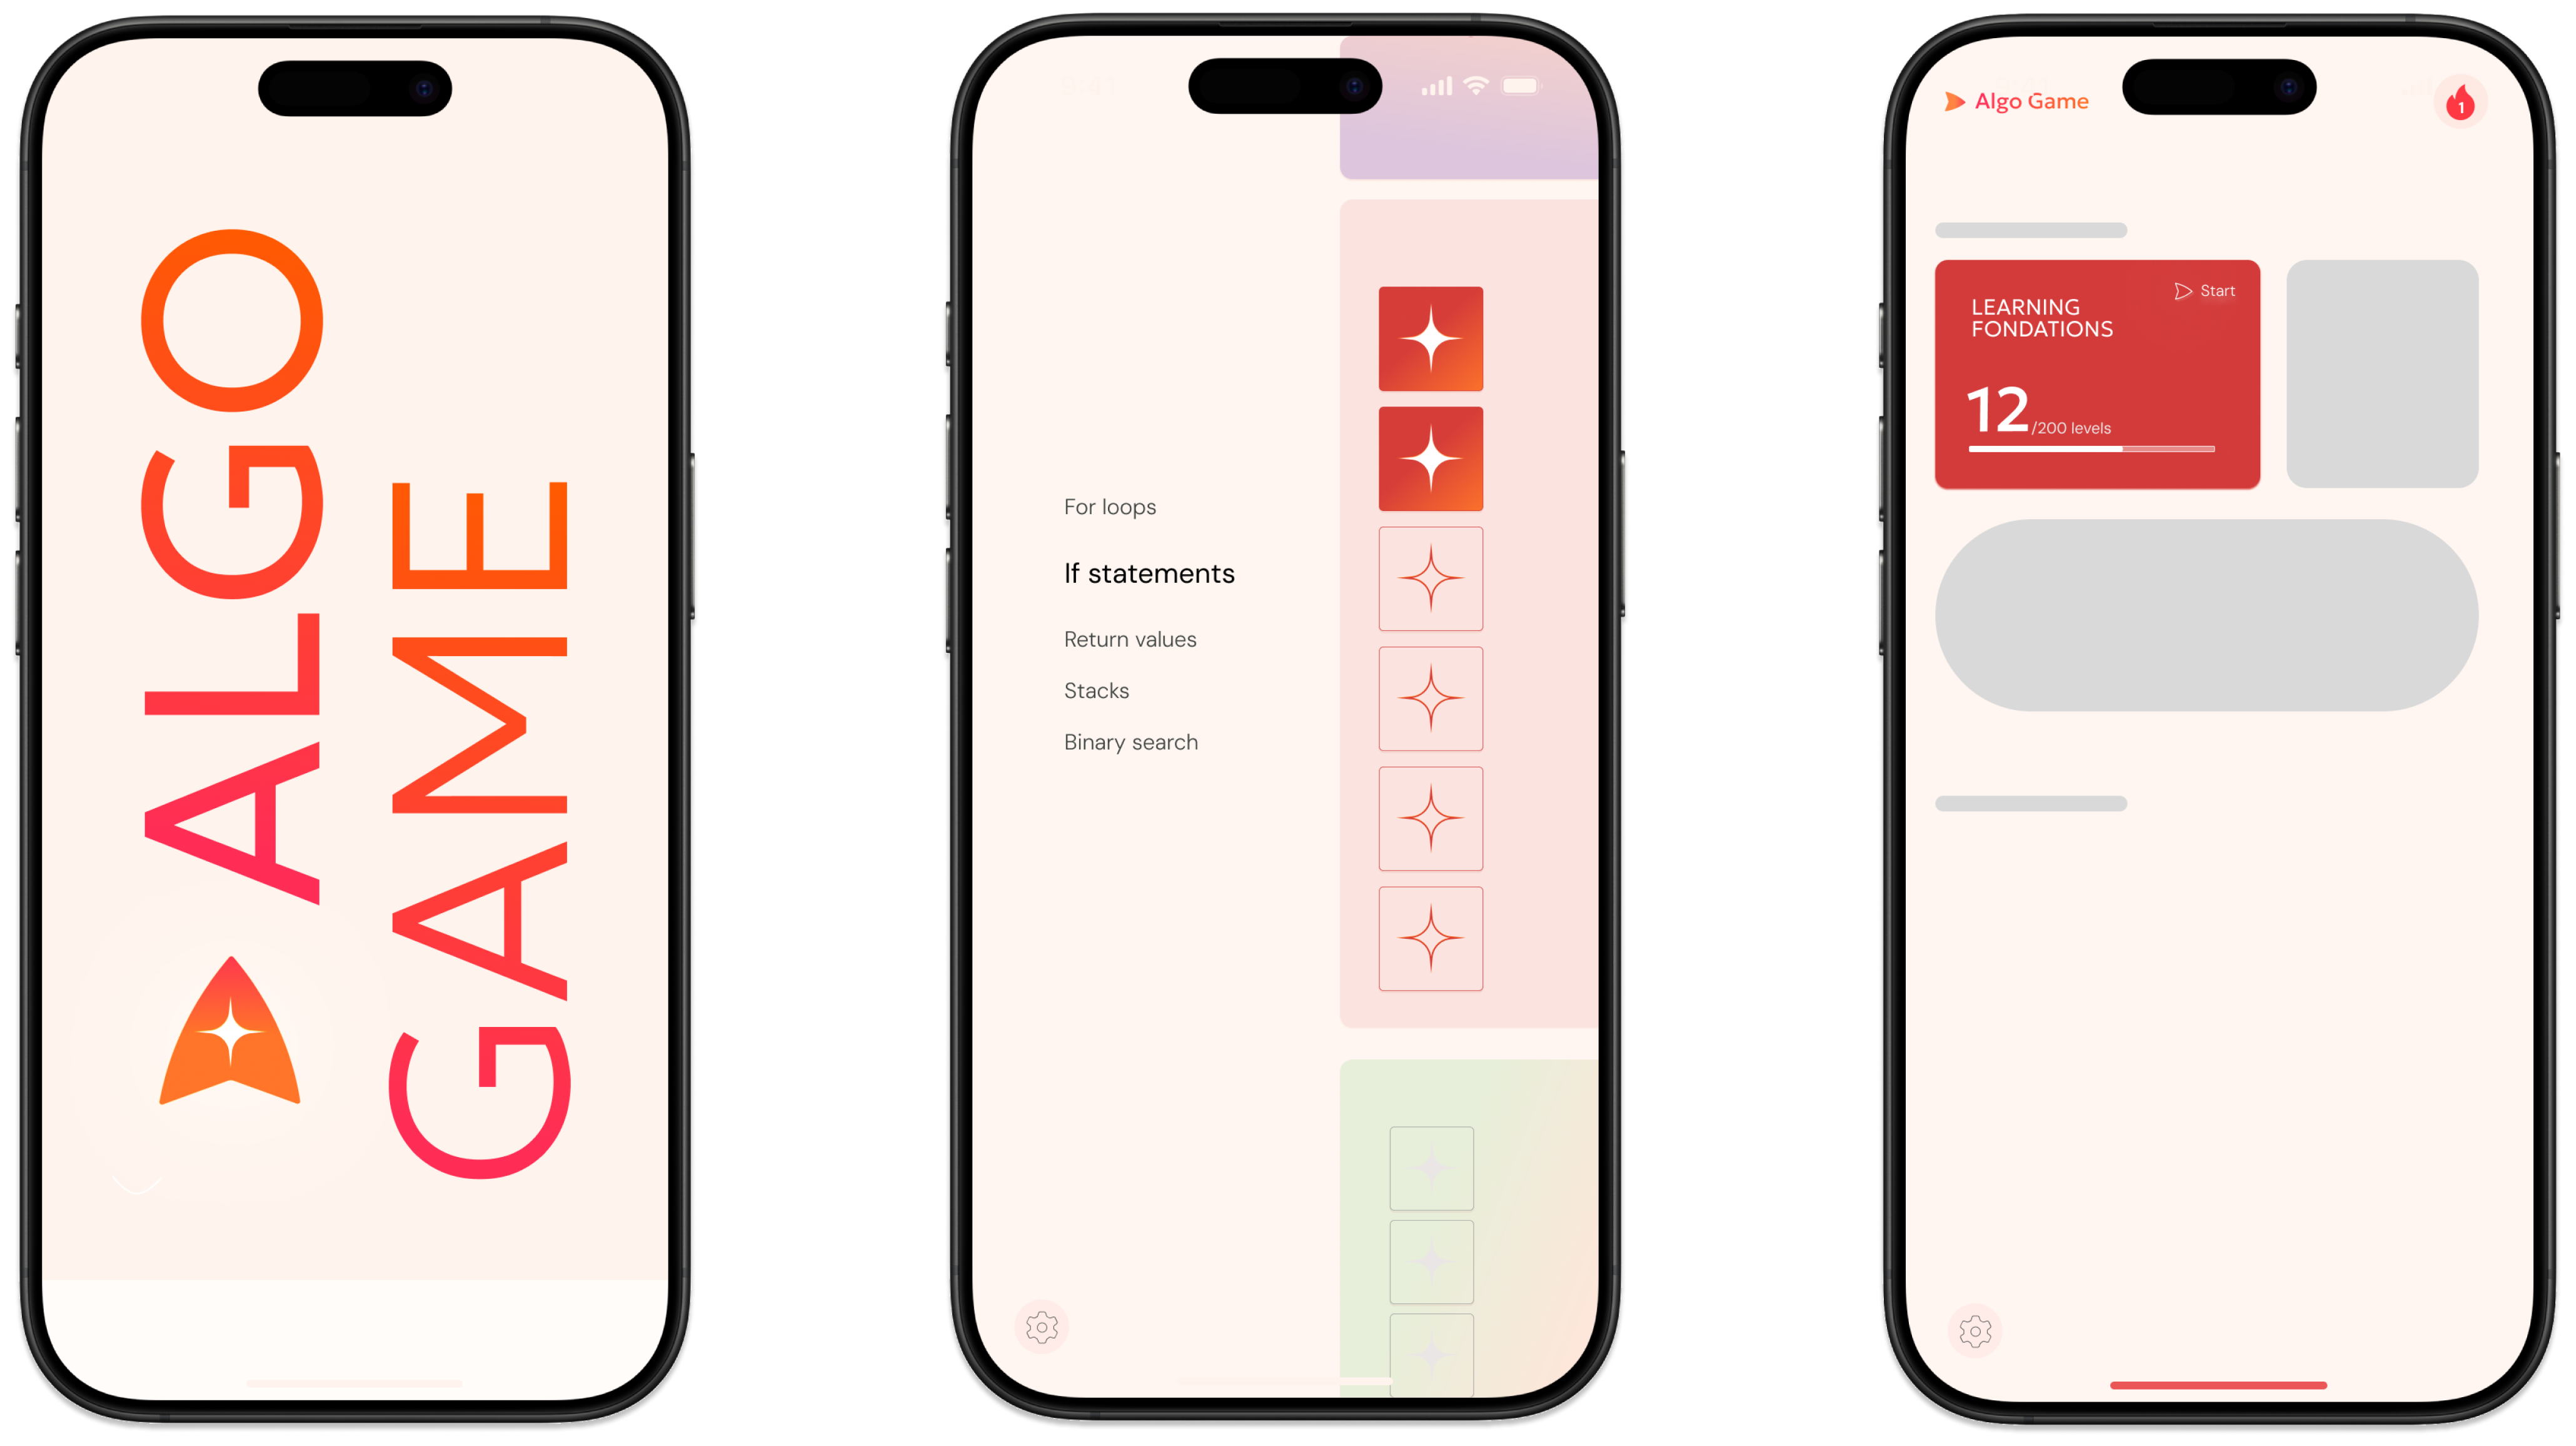 ALGO
GAME
For loops
If statements
Return values
Stacks
Binary search
Algo Game
1
Start
LEARNING
FONDATIONS
12/200 levels